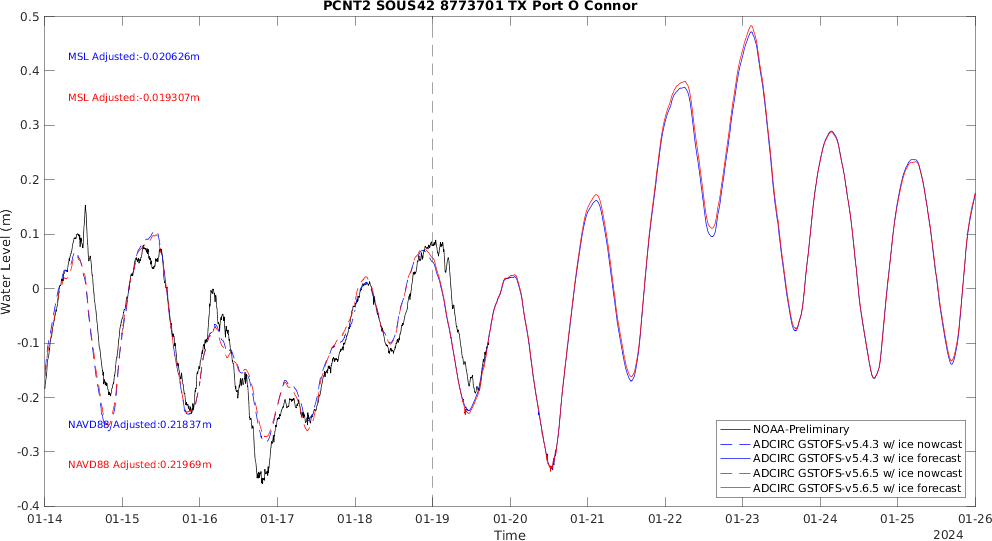 PCNT2 SOUS42 8773701 TX Port O Connor
0.5
0.4
0.3
0.2
0.1
0
-0.1
-0.2
-0.3
-0.4
Water Level (m)
MSL Adjusted:-0.020626m
MSL Adjusted:-0.019307m
NAVD88 Adjusted:0.21837m
NAVD88 Adjusted:0.21969m
NOAA-Preliminary
ADCIRC GSTOFS-v5.4.3 w/ ice nowcast
ADCIRC GSTOFS-v5.4.3 w/ ice forecast
ADCIRC GSTOFS-v5.6.5 w/ ice nowcast
ADCIRC GSTOFS-v5.6.5 w/ ice forecast
01-14 01-15 01-16 01-17 01-18 01-19 01-20 01-21 01-22 01-23 01-24 01-25 01-26
Time
2024